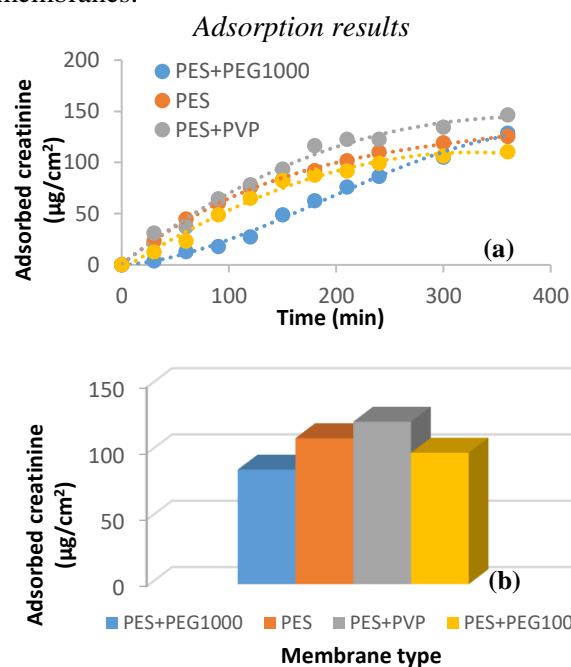 membranes.
Adsorption results
Adsorbed creatinine
(µg/cm²)
200
150
100
50
0
PES+PEG1000
PES
PES+PVP
(a)
0 100 200 300 400
Time (min)
Adsorbed creatinine
(µg/cm²)
150
100
50
0
(b)
PES+PEG1000 PES PES+PVP PES+PEG100
Membrane type